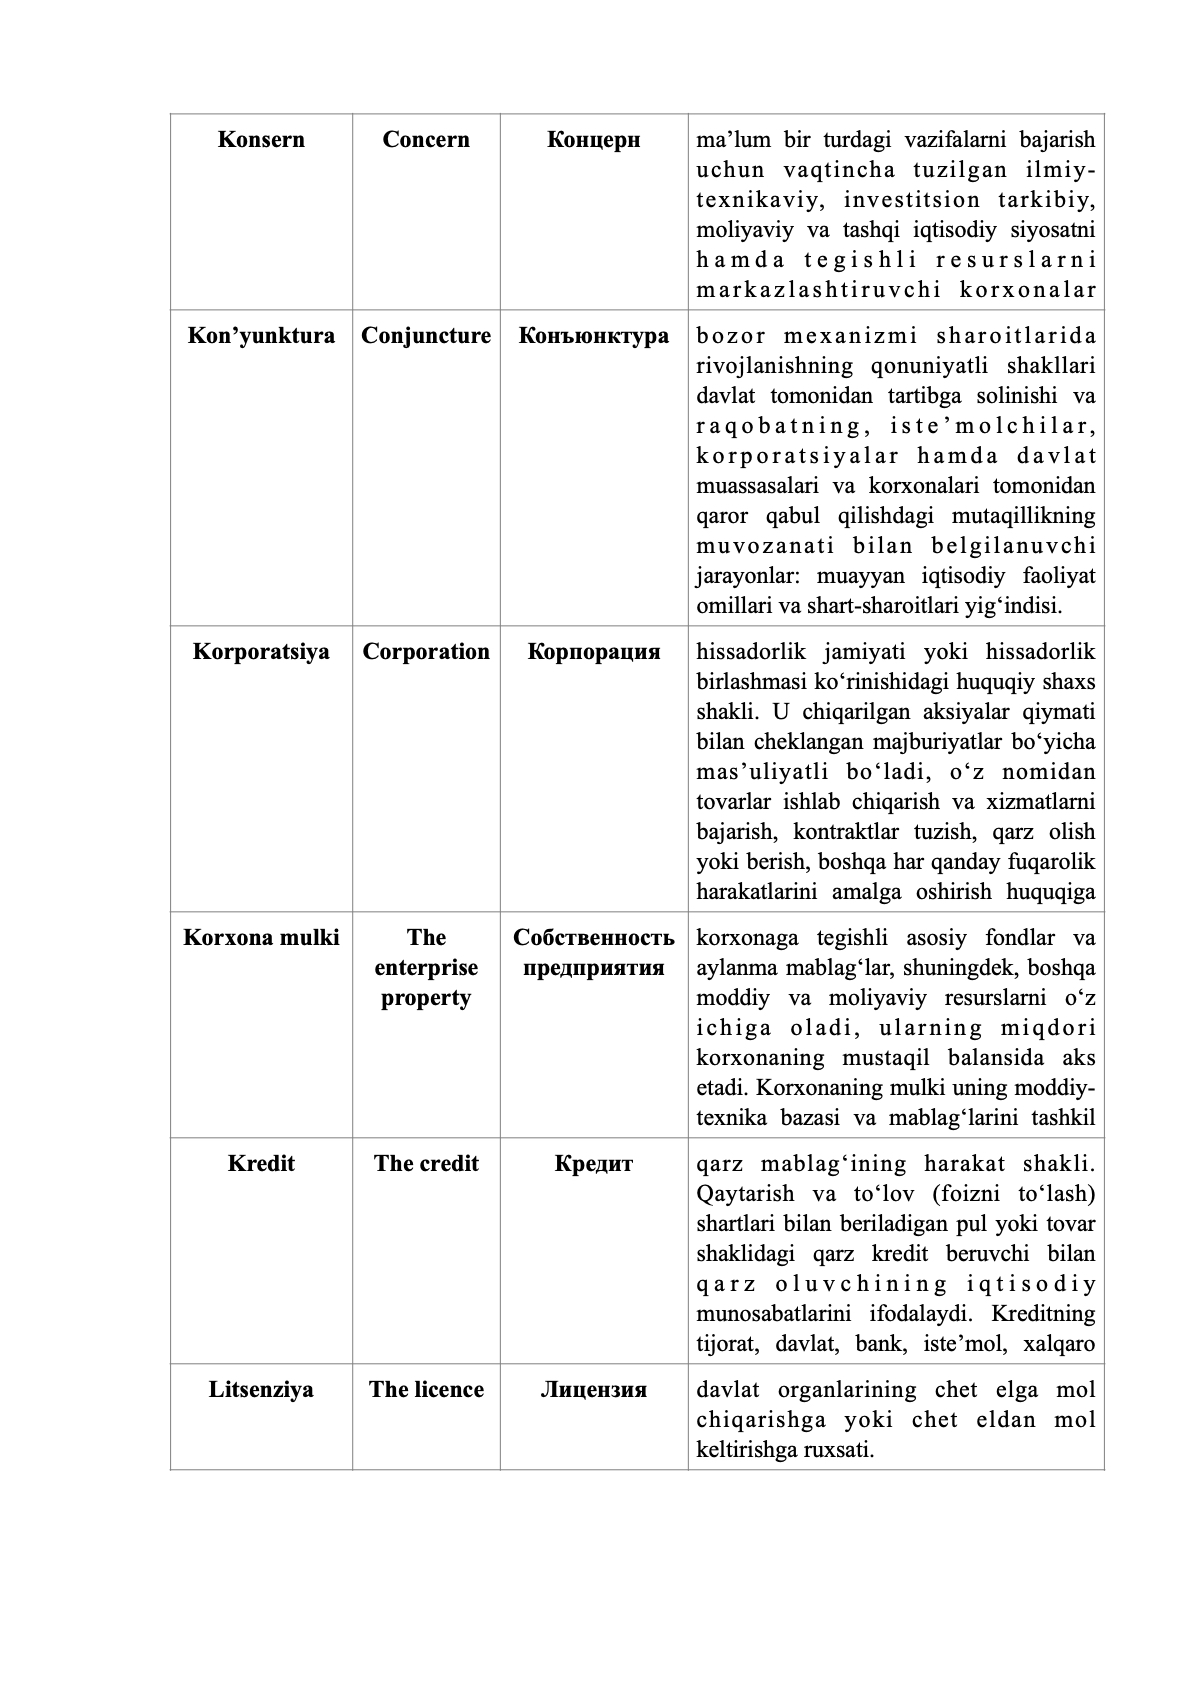 Konsern
Concern
Концерн
ma’lum bir turdagi vazifalarni bajarish
uchun vaqtincha tuzilgan ilmiy-
texnikaviy, investitsion tarkibiy,
moliyaviy va tashqi iqtisodiy siyosatni
hamda tegishli resurslarni
markazlashtiruvchi korxonalar
Kon’yunktura
Conjuncture
Конъюнктура
bozor mexanizmi sharoitlarida
rivojlanishning qonuniyatli shakllari
davlat tomonidan tartibga solinishi va
raqobatning, iste’molchilar,
korporatsiyalar hamda davlat
muassasalari va korxonalari tomonidan
qaror qabul qilishdagi mutaqillikning
muvozanati bilan belgilanuvchi
jarayonlar: muayyan iqtisodiy faoliyat
omillari va shart-sharoitlari yig‘indisi.
Korporatsiya
Corporation
Корпорация
hissadorlik jamiyati yoki hissadorlik
birlashmasi ko‘rinishidagi huquqiy shaxs
shakli. U chiqarilgan aksiyalar qiymati
bilan cheklangan majburiyatlar bo‘yicha
mas’uliyatli bo‘ladi, o‘z nomidan
tovarlar ishlab chiqarish va xizmatlarni
bajarish, kontraktlar tuzish, qarz olish
yoki berish, boshqa har qanday fuqarolik
harakatlarini amalga oshirish huquqiga
Korxona mulki
The
enterprise
property
Собственность
предприятия
korxonaga tegishli asosiy fondlar va
aylanma mablag‘lar, shuningdek, boshqa
moddiy va moliyaviy resurslarni o‘z
ichiga oladi, ularning miqdori
korxonaning mustaqil balansida aks
etadi. Korxonaning mulki uning moddiy-
texnika bazasi va mablag‘larini tashkil
Kredit
The credit
Кредит
qarz mablag‘ining harakat shakli.
Qaytarish va to‘lov (foizni to‘lash)
shartlari bilan beriladigan pul yoki tovar
shaklidagi qarz kredit beruvchi bilan
qarz oluvchining iqtisodiy
munosabatlarini ifodalaydi. Kreditning
tijorat, davlat, bank, iste’mol, xalqaro
Litsenziya
The licence
Лицензия
davlat organlarining chet elga mol
chiqarishga yoki chet eldan mol
keltirishga ruxsati.